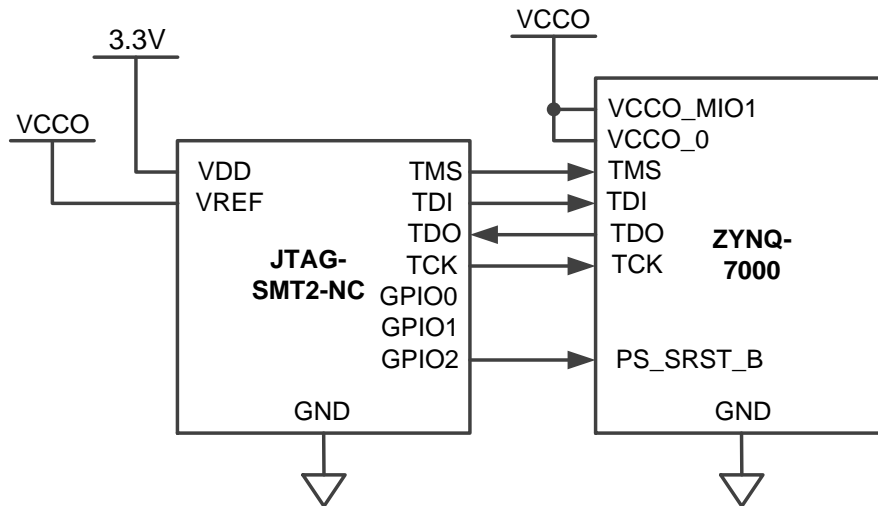 VCCO
3.3V
VCCO
VDD
VREF
TMS
TDI
TDO
TCK
GPIO0
GPIO1
GPIO2
JTAG-
SMT2-NC
GND
VCCO_MIO1
VCCO_0
TMS
TDI
TDO
TCK
ZYNQ-
7000
PS_SRST_B
GND